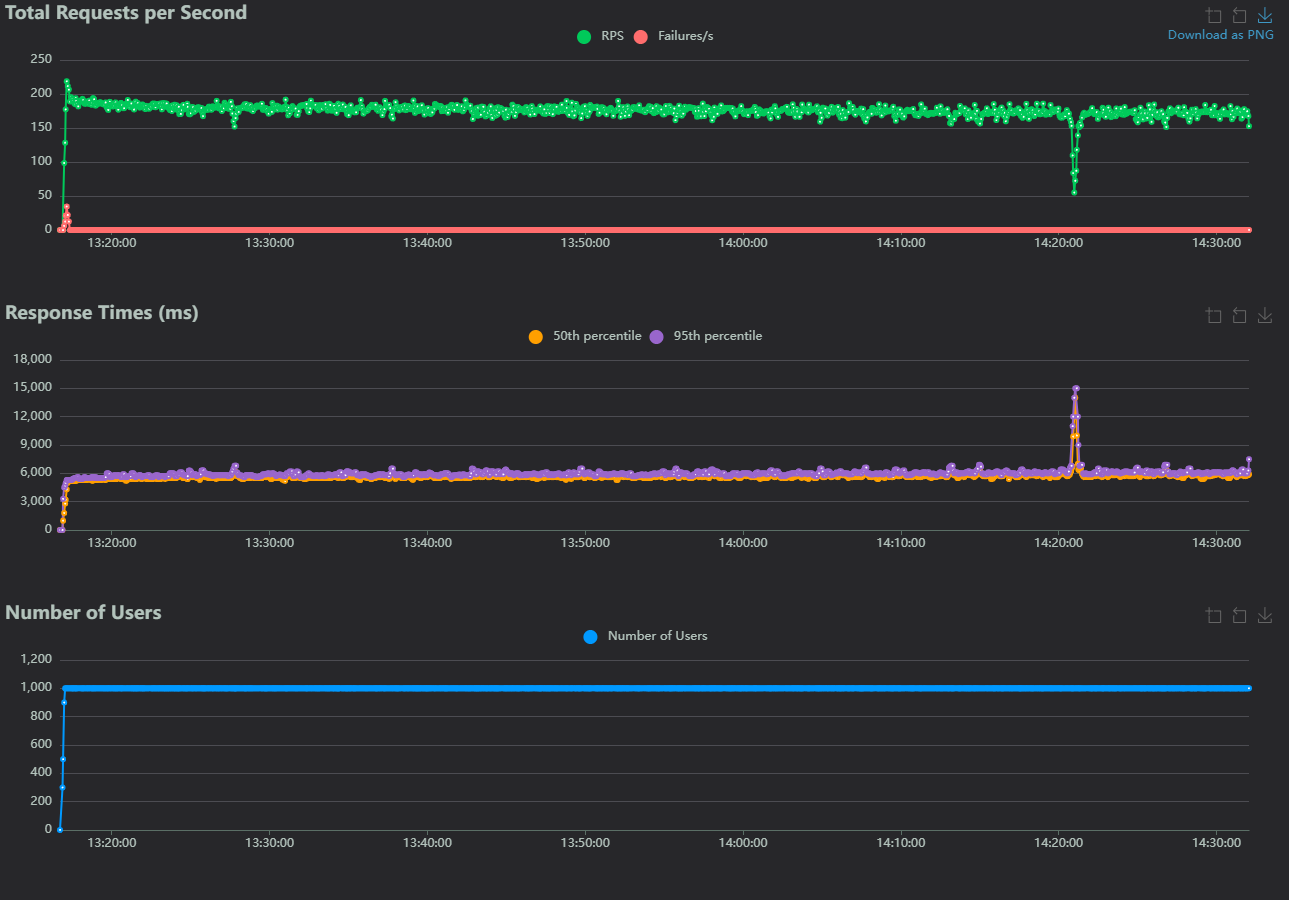 Total Requests per Second
Download as PNG
RPS Failures/s
250
200
150
100
50
0
13:20:00 13:30:00 13:40:00 13:50:00 14:00:00 14:10:00 14:20:00 14:30:00
Response Times (ms)
50th percentile 95th percentile
18,000
15,000
12,000
9,000
6,000
3,000
0
13:20:00 13:30:00 13:40:00 13:50:00 14:00:00 14:10:00 14:20:00 14:30:00
Number of Users
Number of Users
1,200
1,000
800
600
400
200
0
13:20:00 13:30:00 13:40:00 13:50:00 14:00:00 14:10:00 14:20:00 14:30:00